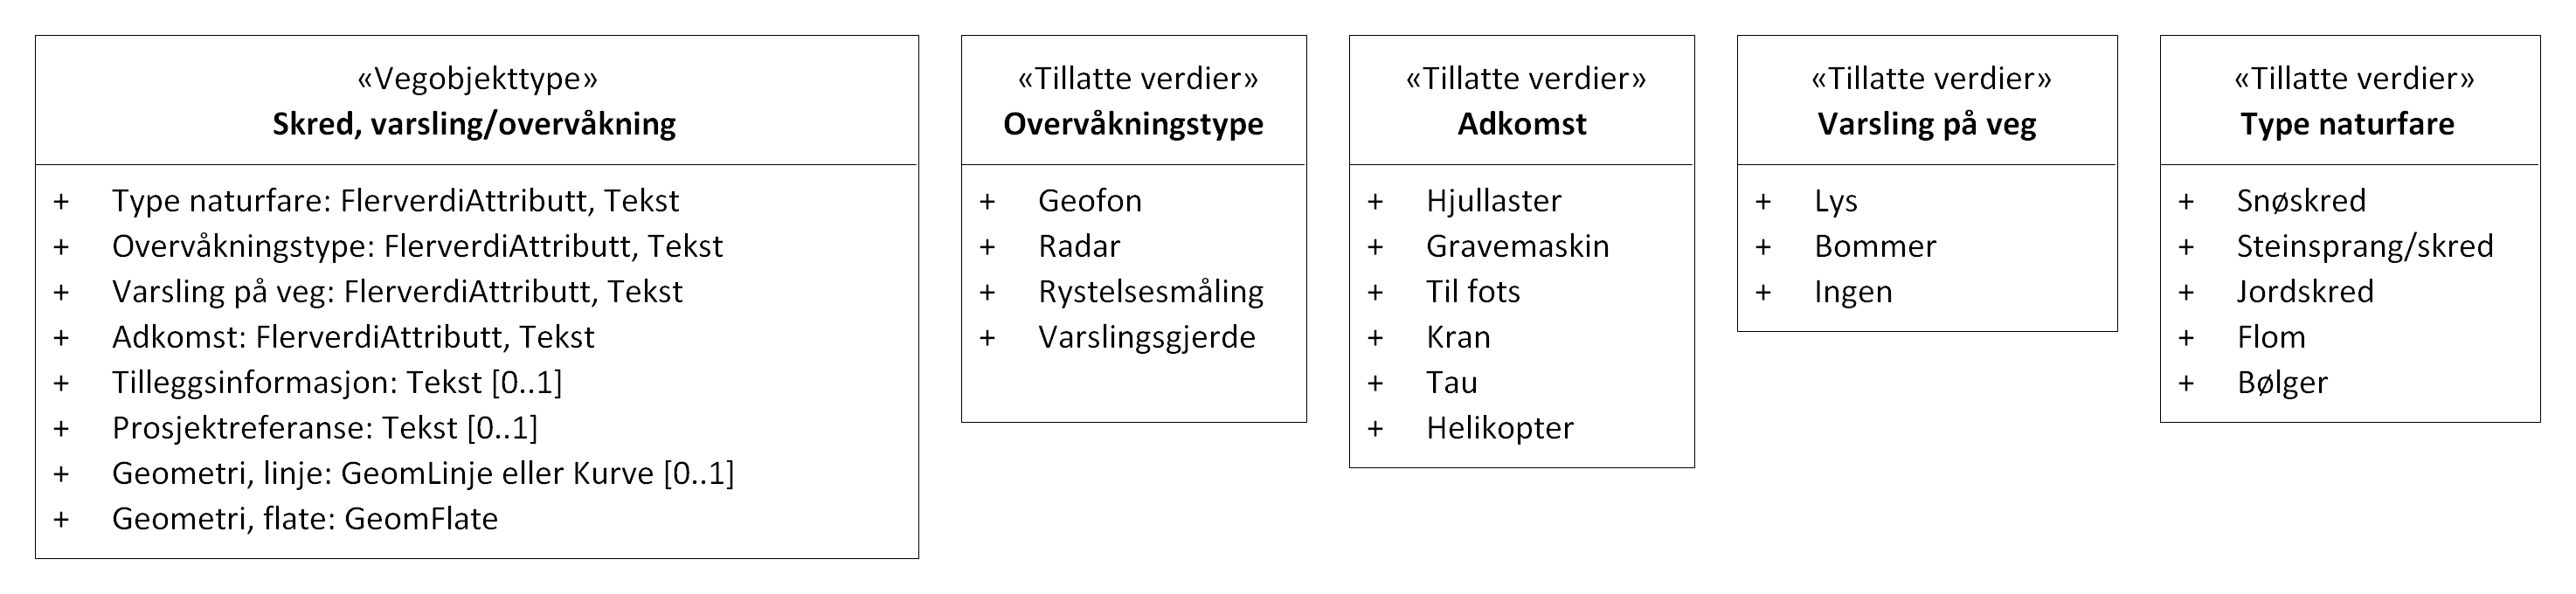 «Vegobjekttype»
Skred, varsling/overvåkning
+ Type naturfare: FlerverdiAttributt, Tekst
+ Overvåkningstype: FlerverdiAttributt, Tekst
+ Varsling på veg: FlerverdiAttributt, Tekst
+ Adkomst: FlerverdiAttributt, Tekst
+ Tilleggsinformasjon: Tekst [0..1]
+ Prosjektreferanse: Tekst [0..1]
+ Geometri, linje: GeomLinje eller Kurve [0..1]
+ Geometri, flate: GeomFlate
«Tillatte verdier»
Overvåkningstype
+ Geofon
+ Radar
+ Rystelsesmåling
+ Varslingsgjerde
«Tillatte verdier»
Adkomst
+ Hjullaster
+ Gravemaskin
+ Til fots
+ Kran
+ Tau
+ Helikopter
«Tillatte verdier»
Varsling på veg
+ Lys
+ Bommer
+ Ingen
«Tillatte verdier»
Type naturfare
+ Snøskred
+ Steinsprang/skred
+ Jordskred
+ Flom
+ Bølger